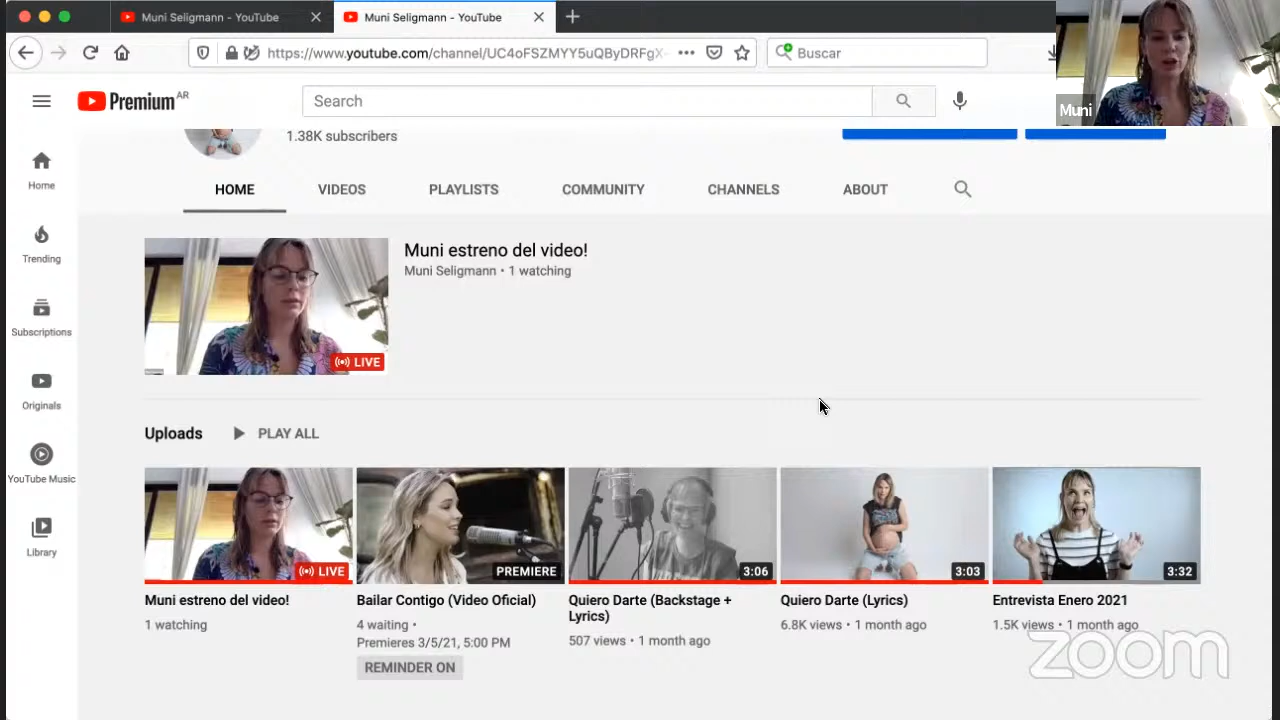 Muni Seligmann - YouTube
Muni Seligmann - YouTube
https://www.youtube.com/channel/UC4oFSZMYY5uQByDRFgX-
Buscar
Muni
Premium AR
Search
1.38K subscribers
HOME VIDEOS PLAYLISTS COMMUNITY CHANNELS ABOUT
Home
Trending
Subscriptions
Originals
YouTube Music
Library
Muni estreno del video!
Muni Seligmann • 1 watching
LIVE
Uploads PLAY ALL
LIVE
Muni estreno del video!
1 watching
PREMIERE
Bailar Contigo (Video Oficial)
4 waiting •
Premieres 3/5/21, 5:00 PM
REMINDER ON
3:06
Quiero Darte (Backstage +
Lyrics)
507 views • 1 month ago
3:03
Quiero Darte (Lyrics)
6.8K views • 1 month ago
3:32
Entrevista Enero 2021
1.5K views • 1 month ago
zoom